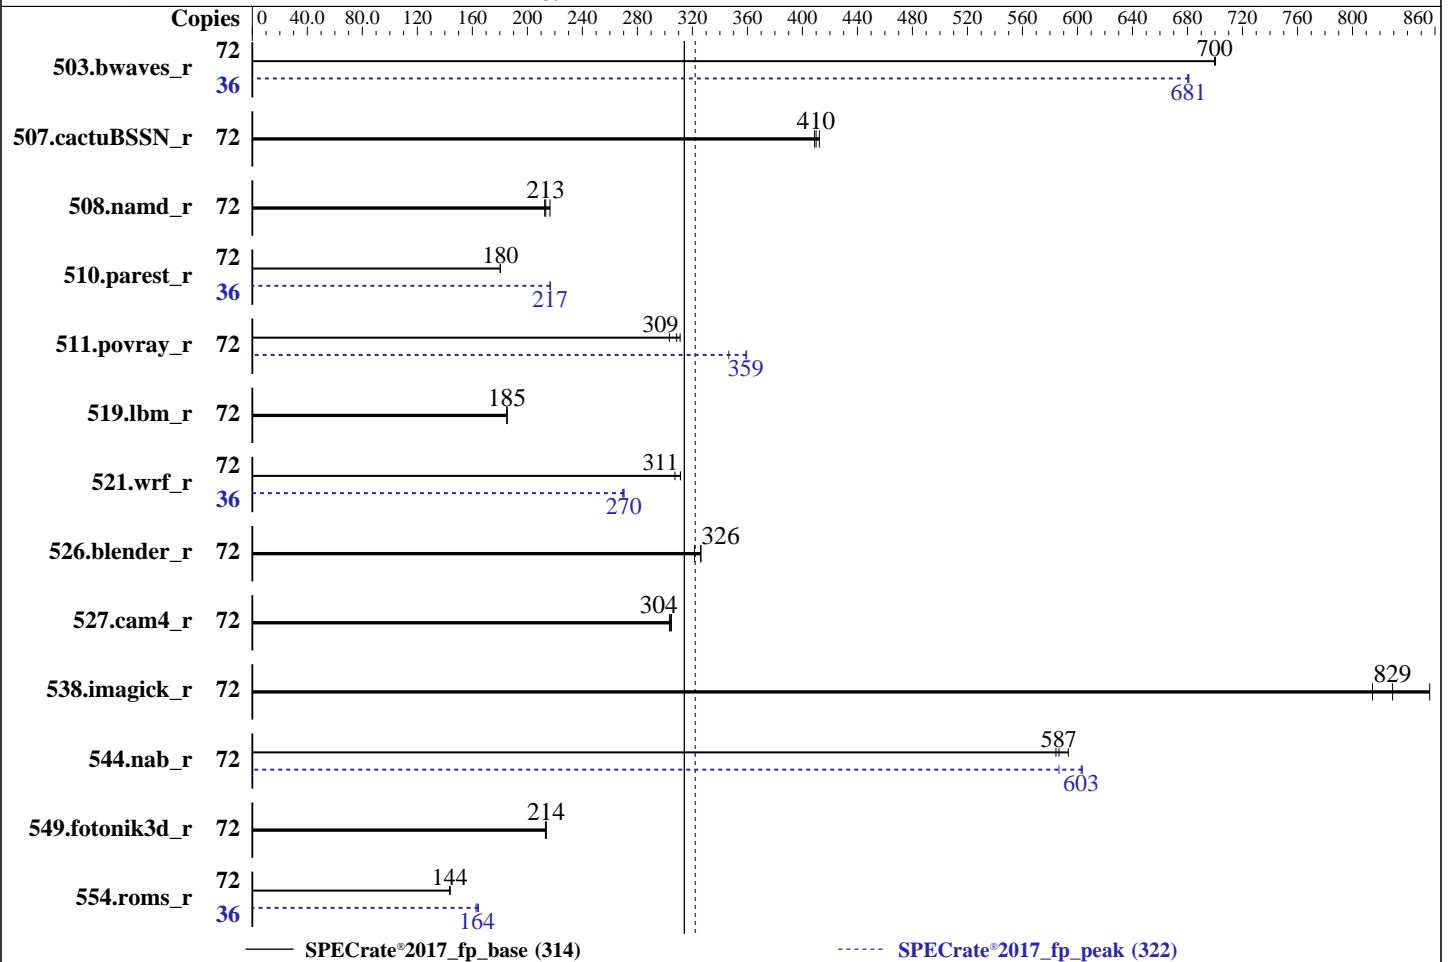 Copies 0 40.0 80.0 120 160 200 240 280 320 360 400 440 480 520 560 600 640 680 720 760 800 860
503.bwaves_r 72 700
36 681
507.cactuBSSN_r 72 410
508.namd_r 72 213
510.parest_r 72 180
36 217
511.povray_r 72 309
359
519.lbm_r 72 185
521.wrf_r 72 311
36 270
526.blender_r 72 326
527.cam4_r 72 304
538.imagick_r 72 829
544.nab_r 72 587
603
549.fotonik3d_r 72 214
554.roms_r 72 144
36 164
SPECrate®2017_fp_base (314) SPECrate®2017_fp_peak (322)